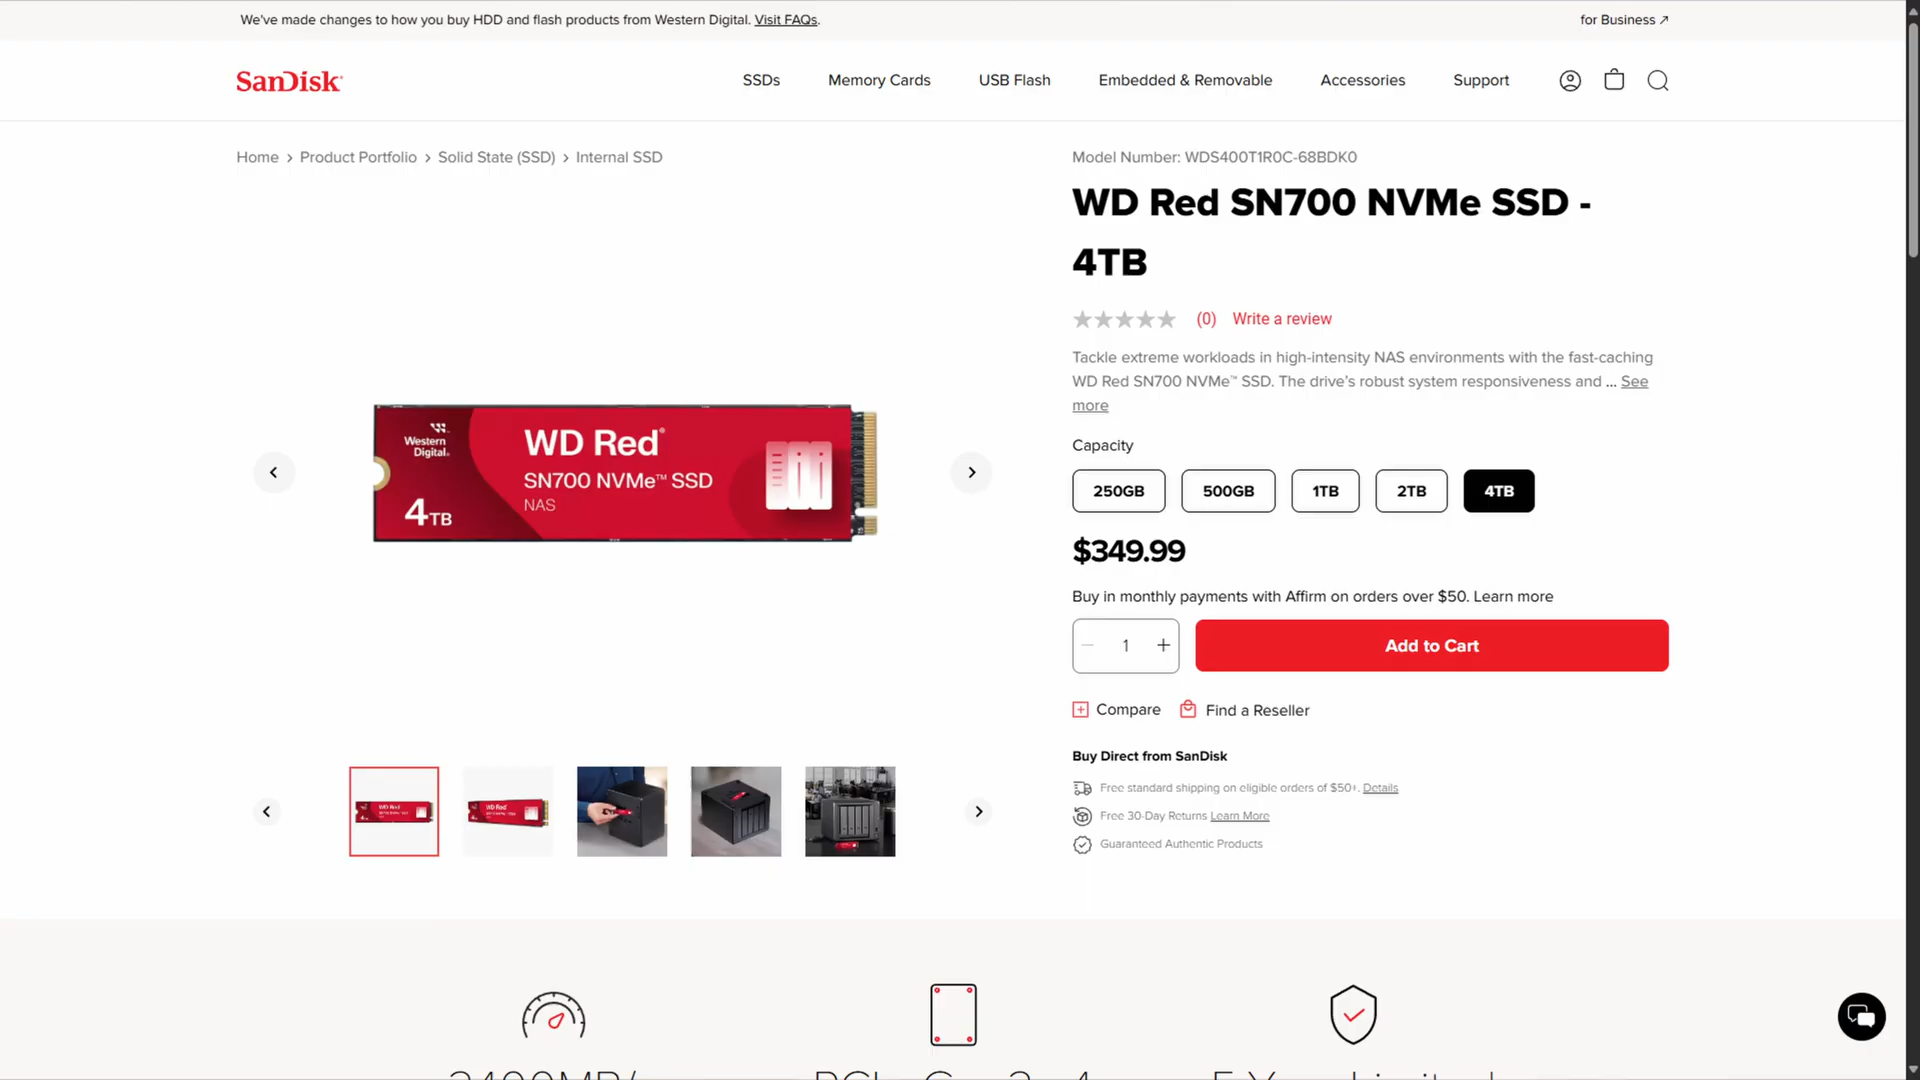 We've made changes to how you buy HDD and flash products from Western Digital. Visit FAQs.
for Business ↗
SanDisk
SSDs
Memory Cards
USB Flash
Embedded & Removable
Accessories
Support
Home > Product Portfolio > Solid State (SSD) > Internal SSD
Model Number: WDS400T1R0C-68BDK0
WD Red SN700 NVMe SSD -
4TB
(0) Write a review
Tackle extreme workloads in high-intensity NAS environments with the fast-caching
WD Red SN700 NVMe™ SSD. The drive's robust system responsiveness and ... See
more
Western
Digital®
WD Red®
SN700 NVMe™ SSD
NAS
4TB
Capacity
250GB
500GB
1TB
2TB
4TB
$349.99
Buy in monthly payments with Affirm on orders over $50. Learn more
1
Add to Cart
Compare
Find a Reseller
Buy Direct from SanDisk
Free standard shipping on eligible orders of $50+. Details
Free 30-Day Returns Learn More
Guaranteed Authentic Products